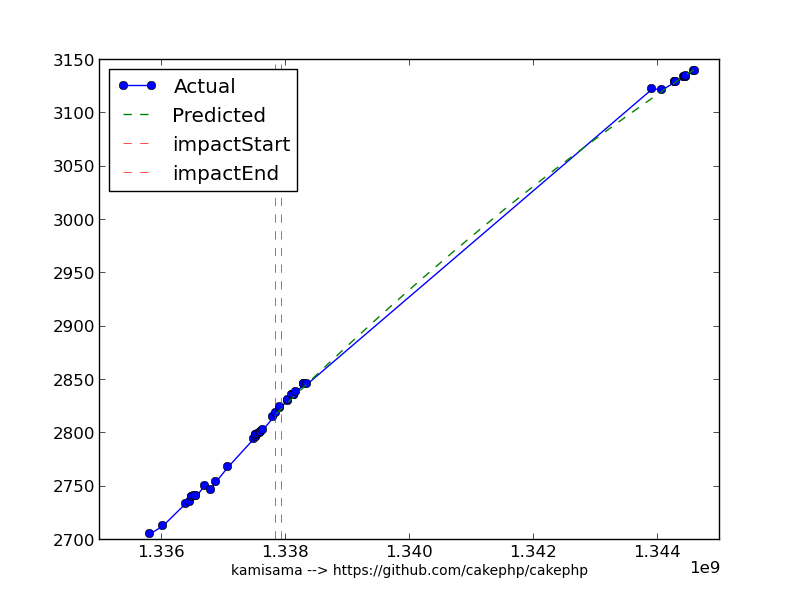 3150
3100
3050
3000
2950
2900
2850
2800
2750
2700
Actual
Predicted
impactStart
impactEnd
1.336 1.338 1.340 1.342 1.344
1e9
kamisama --> https://github.com/cakephp/cakephp